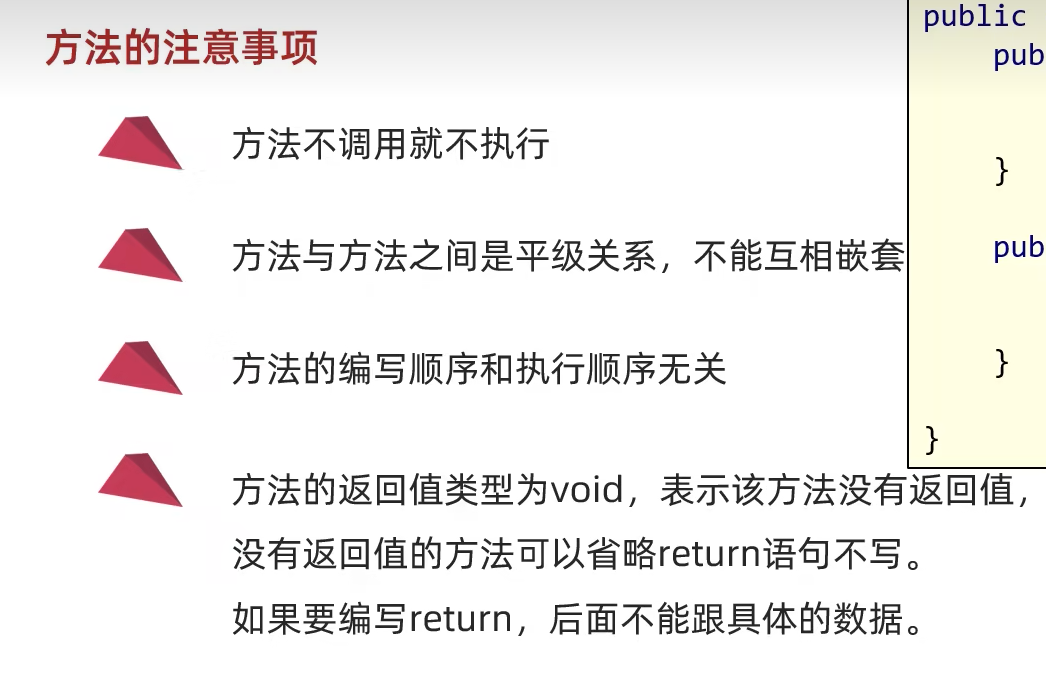 方法的注意事项
方法不调用就不执行
方法与方法之间是平级关系，不能互相嵌套
方法的编写顺序和执行顺序无关
方法的返回值类型为void，表示该方法没有返回值，
没有返回值的方法可以省略return语句不写。
如果要编写return，后面不能跟具体的数据。
public
pub
}
pub
}
}